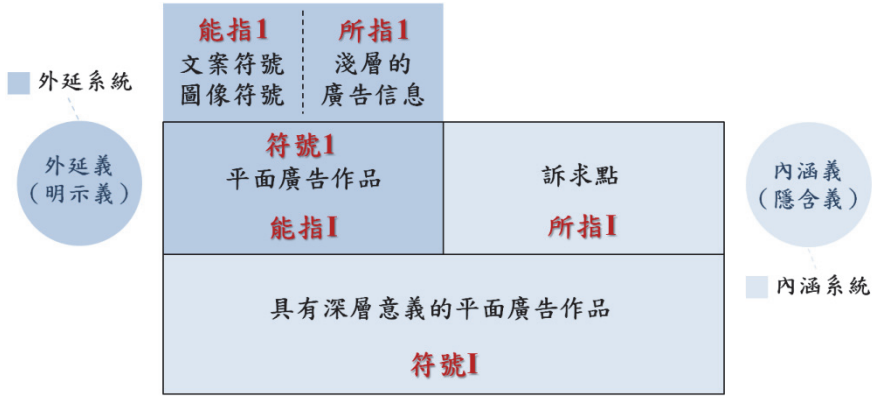 能指1
文案符號
圖像符號
所指1
淺層的
廣告信息
外延系統
外延義
（明示義）
符號1
平面廣告作品
能指I
訴求點
所指I
內涵義
（隱含義）
內涵系統
具有深層意義的平面廣告作品
符號I